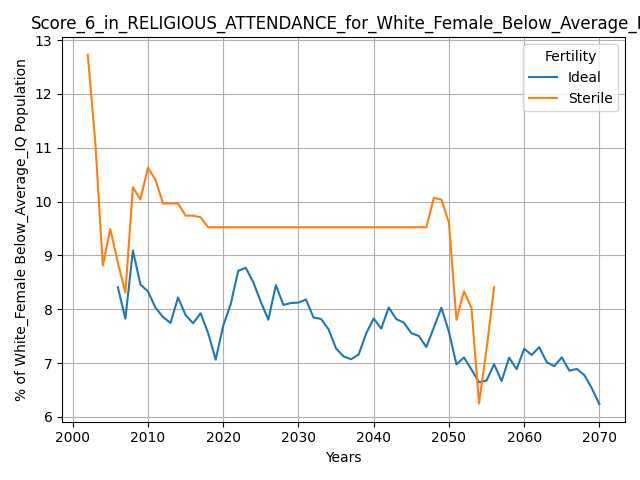 Score_6_in_RELIGIOUS_ATTENDANCE_for_White_Female_Below_Average_I
13
12
11
10
9
8
7
6
% of White_Female Below_Average_IQ Population
Fertility
Ideal
Sterile
2000 2010 2020 2030 2040 2050 2060 2070
Years